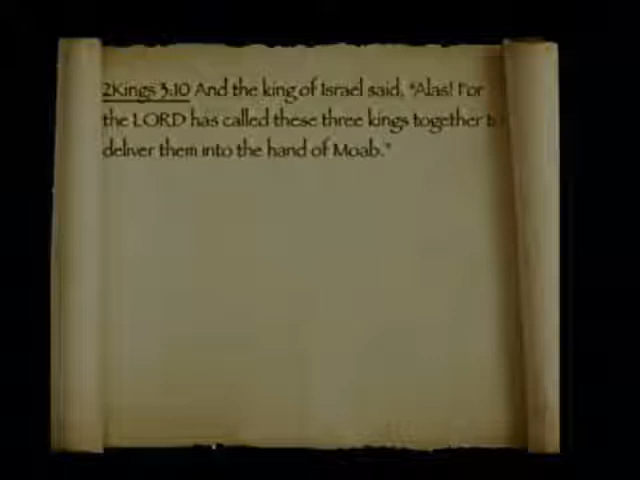 2Kings 3:10 And the king of Israel said, "Alas! For
the LORD has called these three kings together to
deliver them into the hand of Moab."